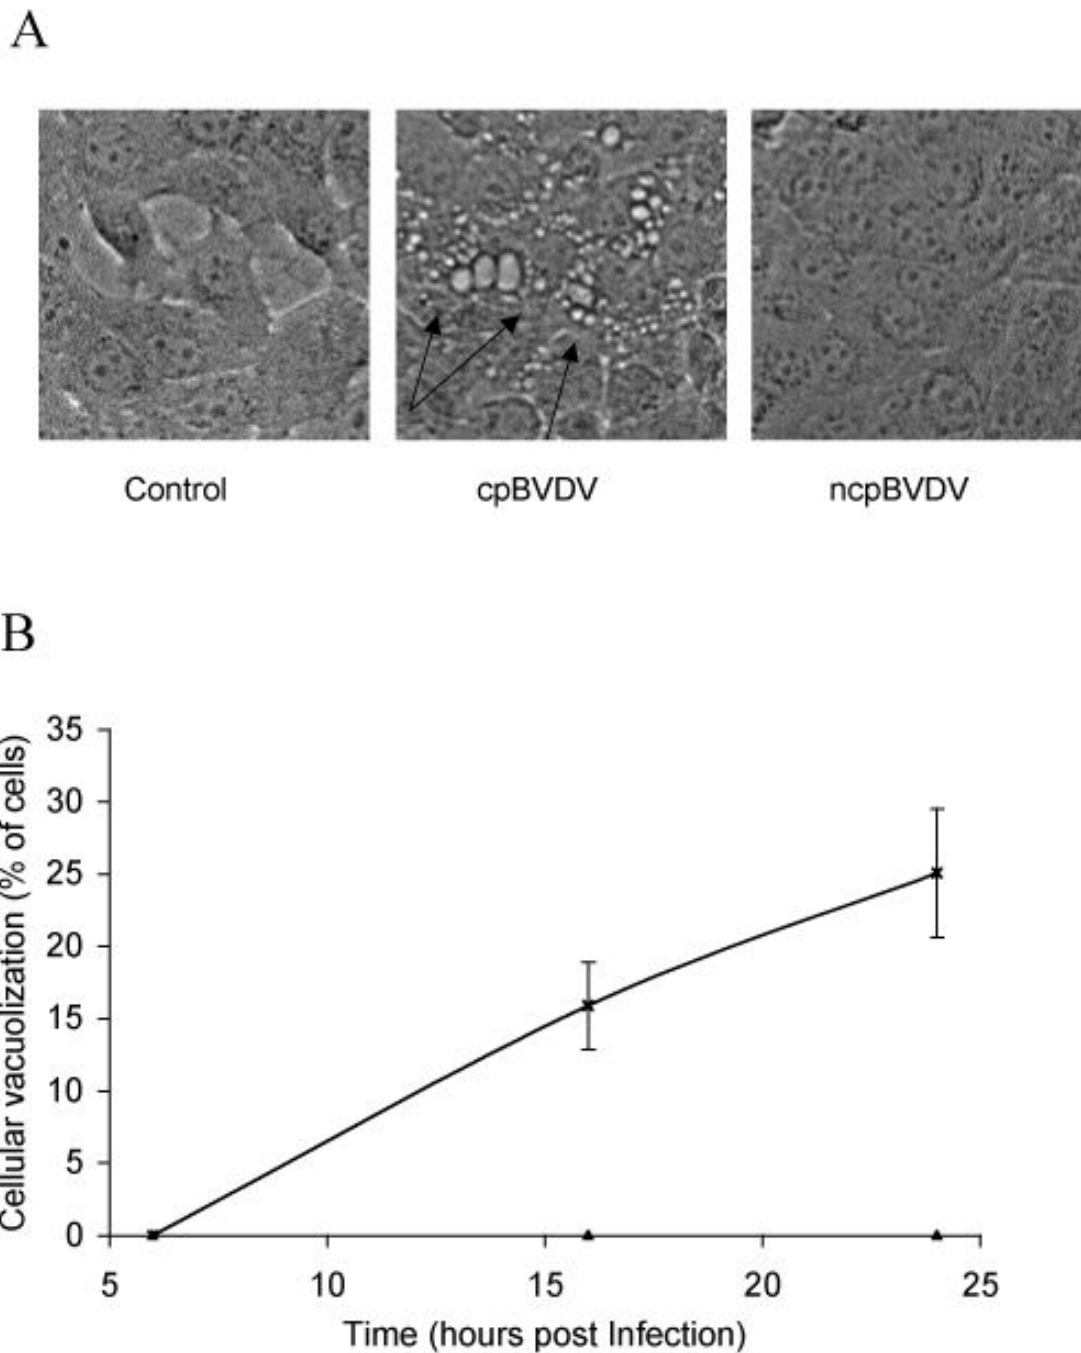 A
Control
cpBVDV
ncpBVDV
B
Cellular vacuolization (% of cells)
35
30
25
20
15
10
5
0
5
10
15
20
25
Time (hours post Infection)